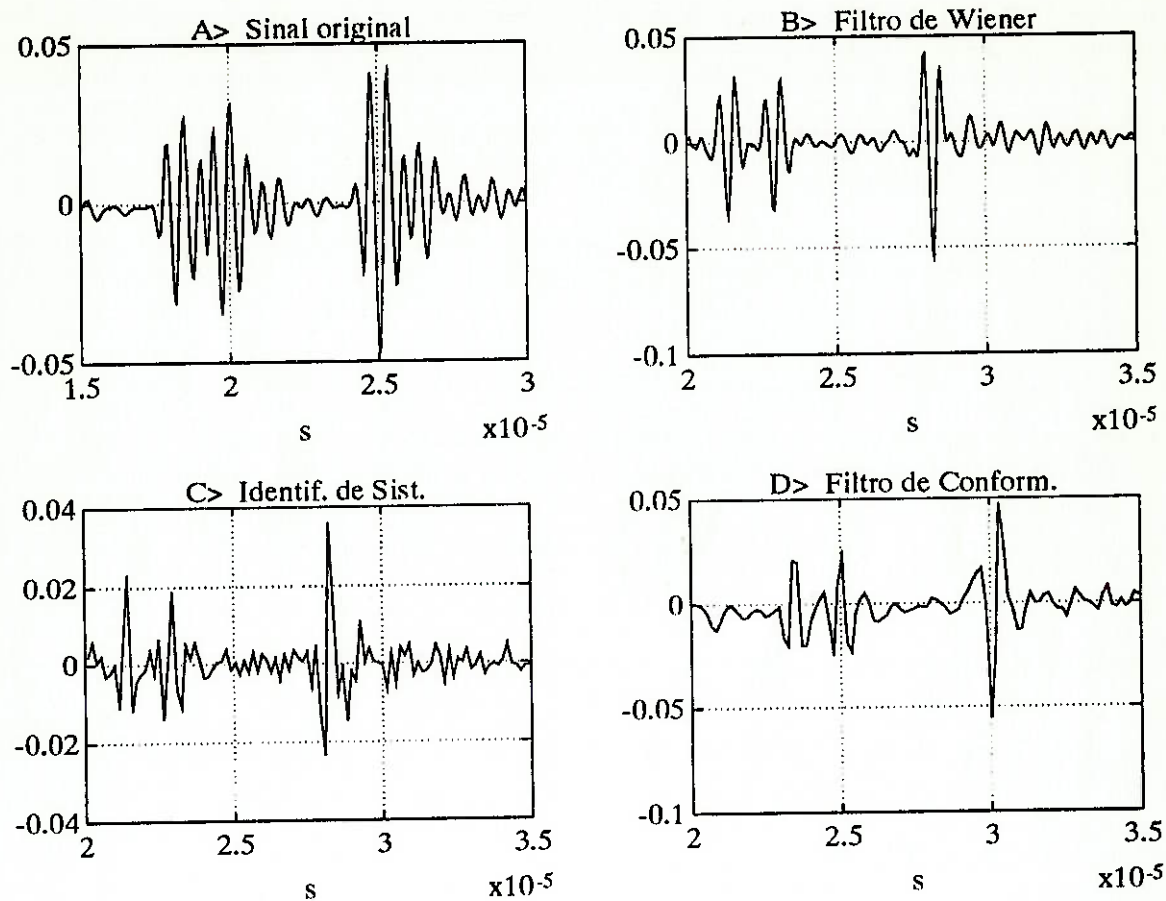 A> Sinal original
0.05
0
-0.05
1.5
2
2.5
3
x10-5
s
B> Filtro de Wiener
0.05
0
-0.05
-0.1
2
2.5
3
3.5
x10-5
s
C> Identif. de Sist.
0.04
0.02
0
-0.02
-0.04
2
2.5
3
3.5
x10-5
s
D> Filtro de Conform.
0.05
0
-0.05
-0.1
2
2.5
3
3.5
x10-5
s